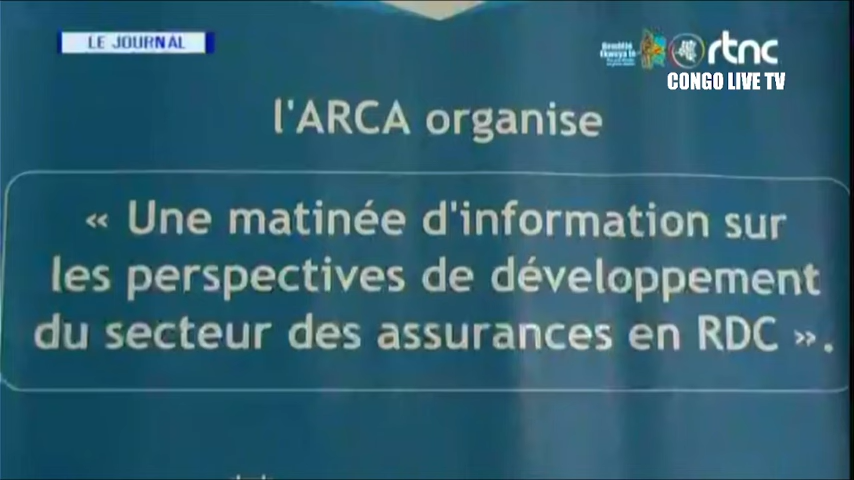 LE JOURNAL
rtnc
CONGO LIVE TV
l'ARCA organise
« Une matinée d'information sur
les perspectives de développement
du secteur des assurances en RDC ».